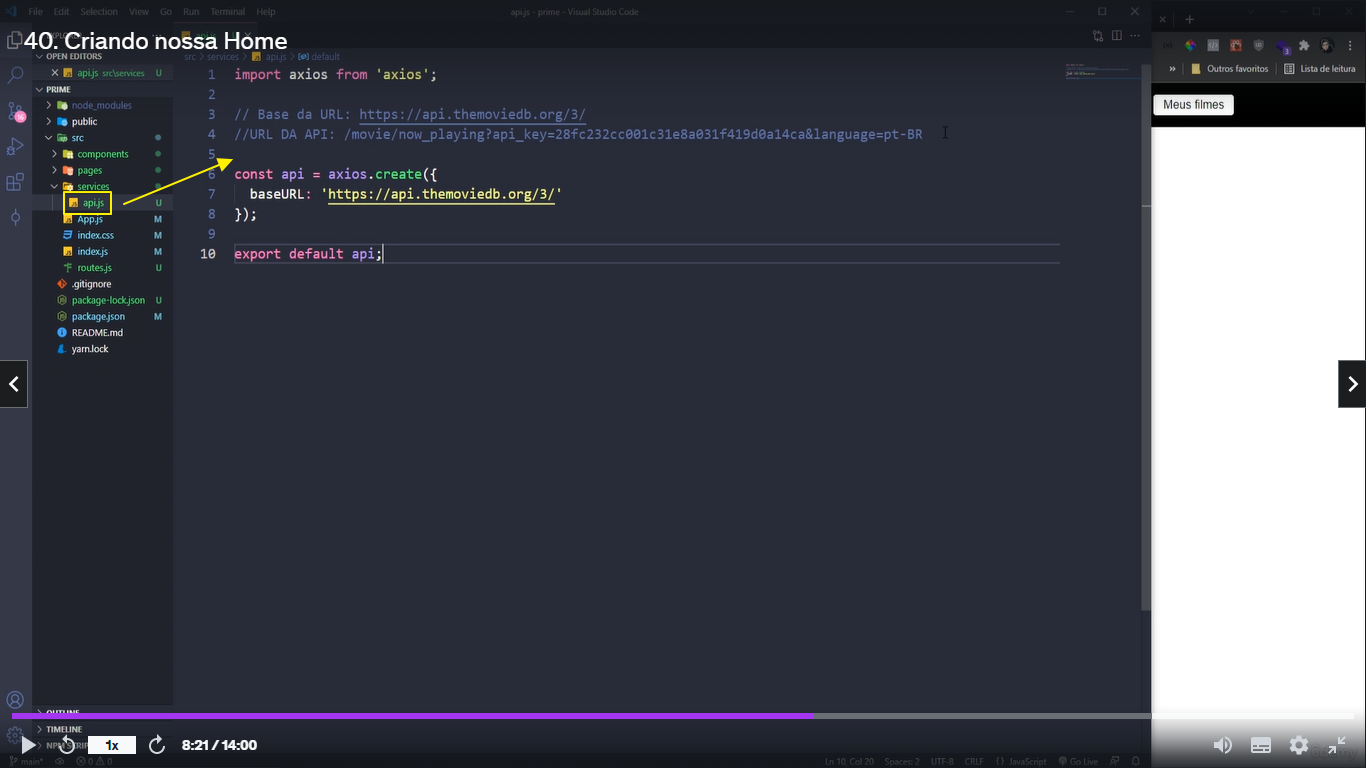 File Edit Selection View Go Run Terminal Help
api.js - prime - Visual Studio Code
40. Criando nossa Home
OPEN EDITORS
api.js src\services U
PRIME
node_modules
public
src
components
pages
services
api.js U
App.js M
index.css M
index.js M
routes.js U
.gitignore
package-lock.json U
package.json M
README.md
yarn.lock
OUTLINE
TIMELINE
src > services > api.js > default
1 import axios from 'axios';
2
3 // Base da URL: https://api.themoviedb.org/3/
4 //URL DA API: /movie/now_playing?api_key=28fc232cc001c31e8a031f419d0a14ca&language=pt-BR
5
6 const api = axios.create({
7 baseURL: 'https://api.themoviedb.org/3/'
8 });
9
10 export default api;
» Outros favoritos Lista de leitura
Meus filmes
1x 8:21 / 14:00
main* 0 0
Ln 10, Col 20 Spaces: 2 UTF-8 CRLF {} JavaScript Go Live